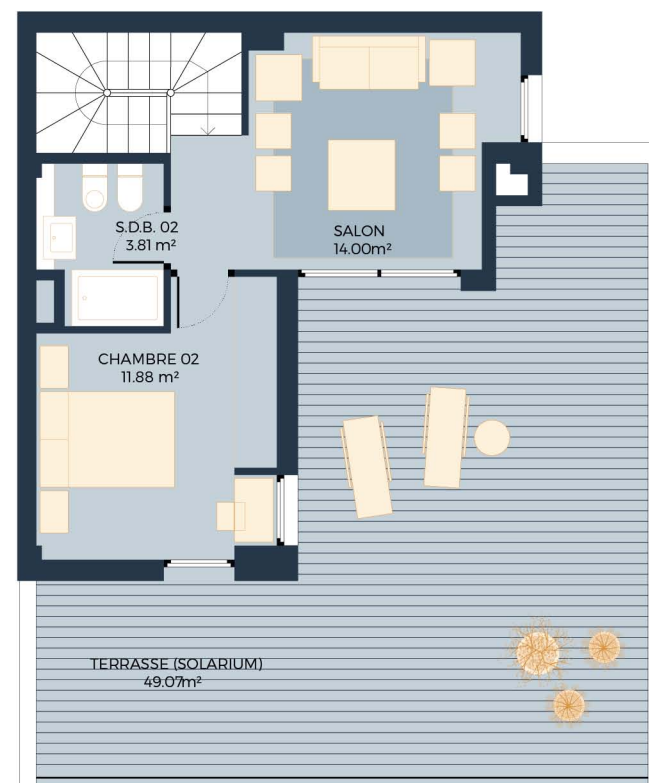 S.D.B. 02
3.81 m²
SALON
14.00m²
CHAMBRE 02
11.88 m²
TERRASSE (SOLARIUM)
49.07m²